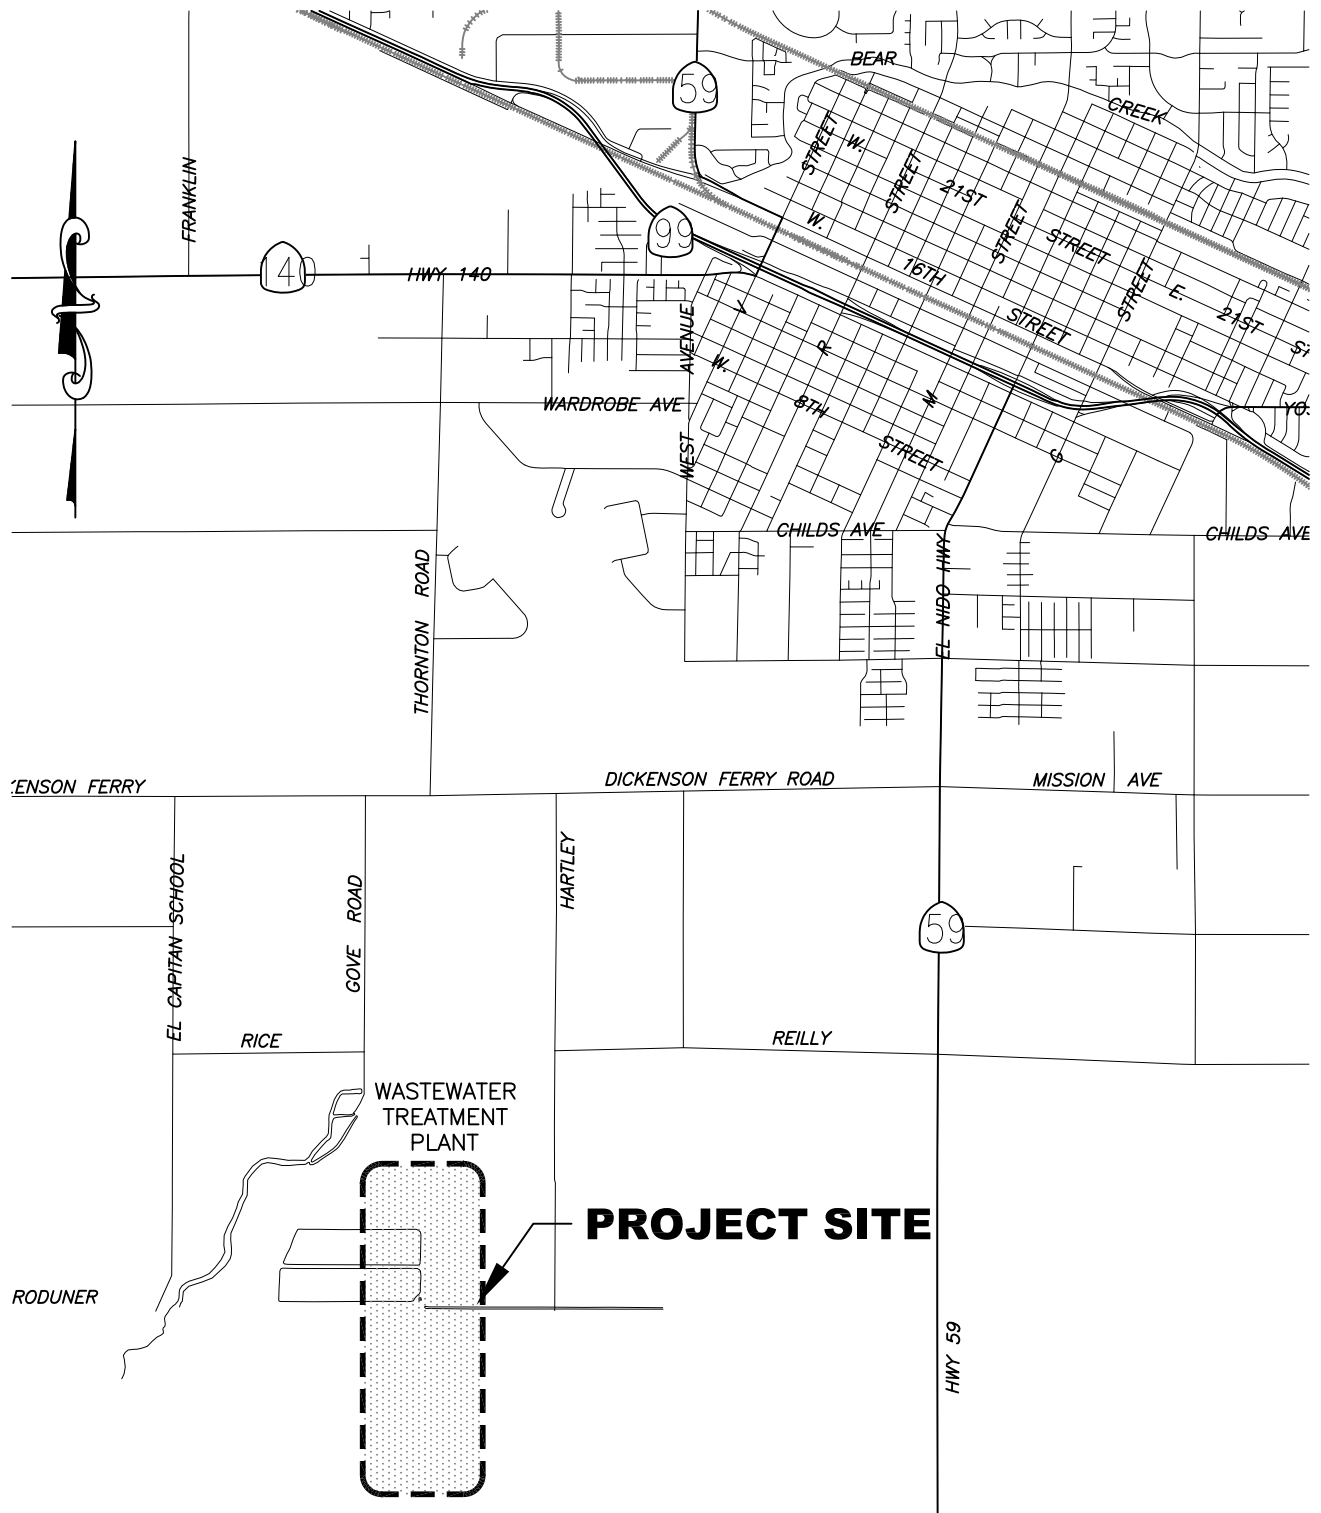 BEAR
CREEK
59
STREET
W.
STREET
21ST
STREET
STREET
STREET
E.
21ST
FRANKLIN
99
W.
16TH
STREET
140
HWY 140
AVENUE
WEST
V
R
M
G
W.
8TH
STREET
WARDROBE AVE
CHILDS AVE
CHILDS AVE
THORNTON ROAD
EL NIDO HWY
ENSON FERRY
DICKENSON FERRY ROAD
MISSION AVE
EL CAPITAN SCHOOL
GOVE ROAD
HARTLEY
59
RICE
REILLY
WASTEWATER
TREATMENT
PLANT
PROJECT SITE
RODUNER
HWY 59